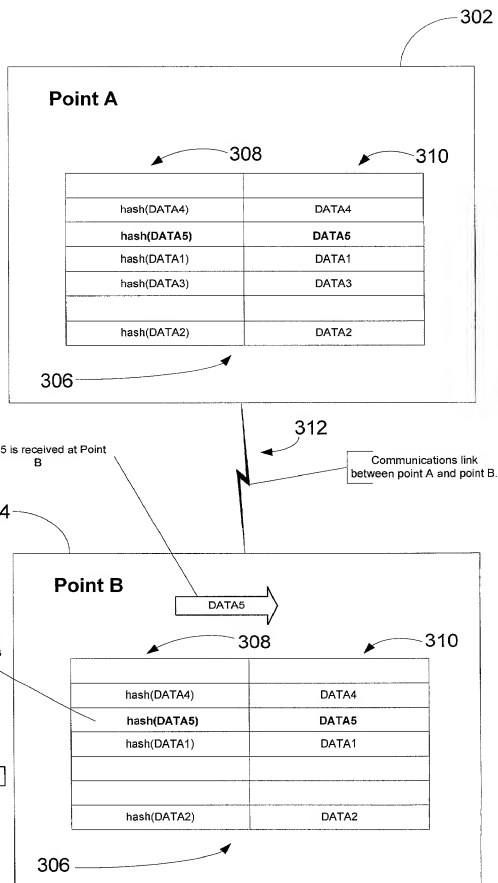 302
Point A
308
310
hash(DATA4) DATA4
hash(DATA5) DATA5
hash(DATA1) DATA1
hash(DATA3) DATA3
hash(DATA2) DATA2
306
312
5 is received at Point
B
Communications link
between point A and point B.
4
Point B
DATA5
308
310
s
hash(DATA4) DATA4
hash(DATA5) DATA5
hash(DATA1) DATA1
hash(DATA2) DATA2
306